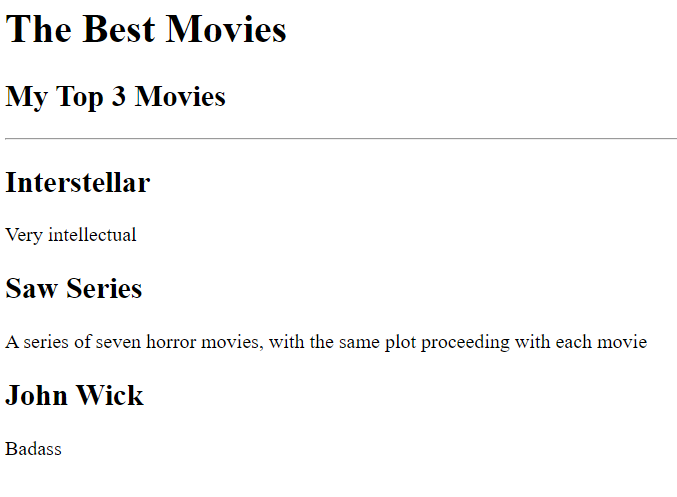 The Best Movies
My Top 3 Movies
Interstellar
Very intellectual
Saw Series
A series of seven horror movies, with the same plot proceeding with each movie
John Wick
Badass